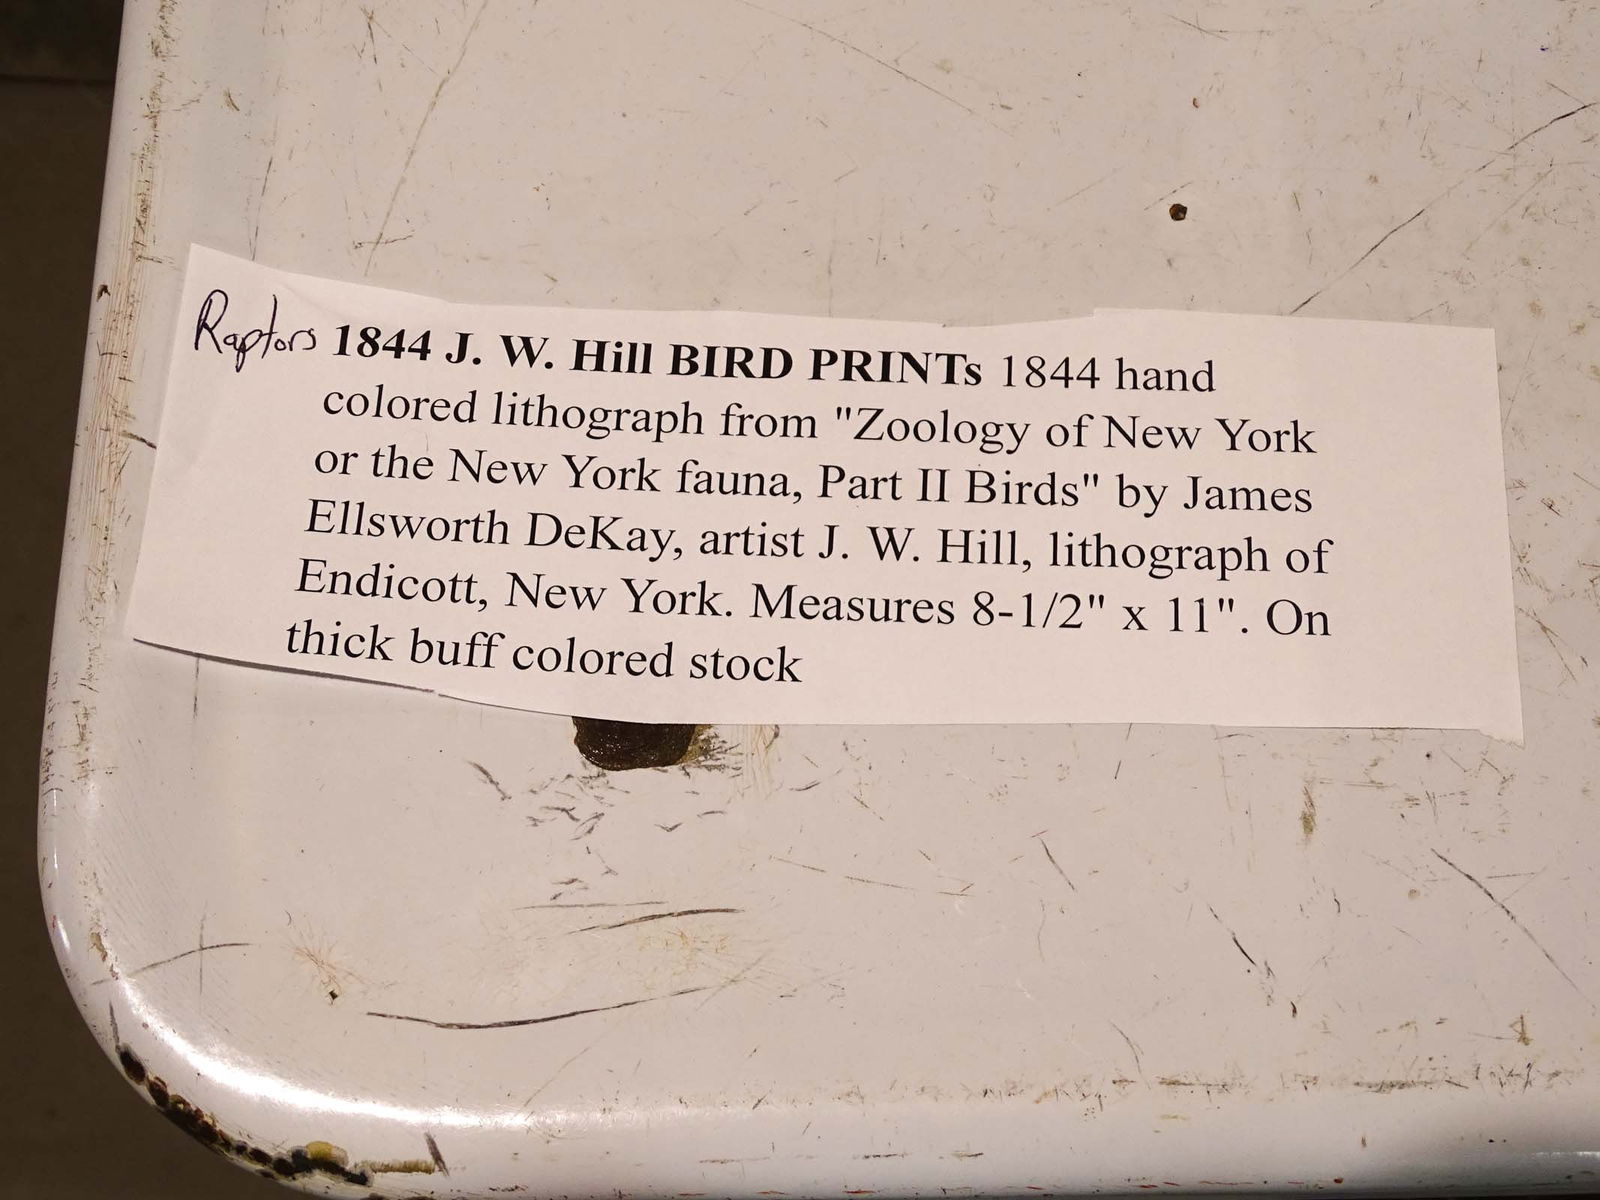 Raptors 1844 J. W. Hill BIRD PRINTs 1844 hand
colored lithograph from "Zoology of New York
or the New York fauna, Part II Birds" by James
Ellsworth DeKay, artist J. W. Hill, lithograph of
Endicott, New York. Measures 8-1/2" x 11". On
thick buff colored stock